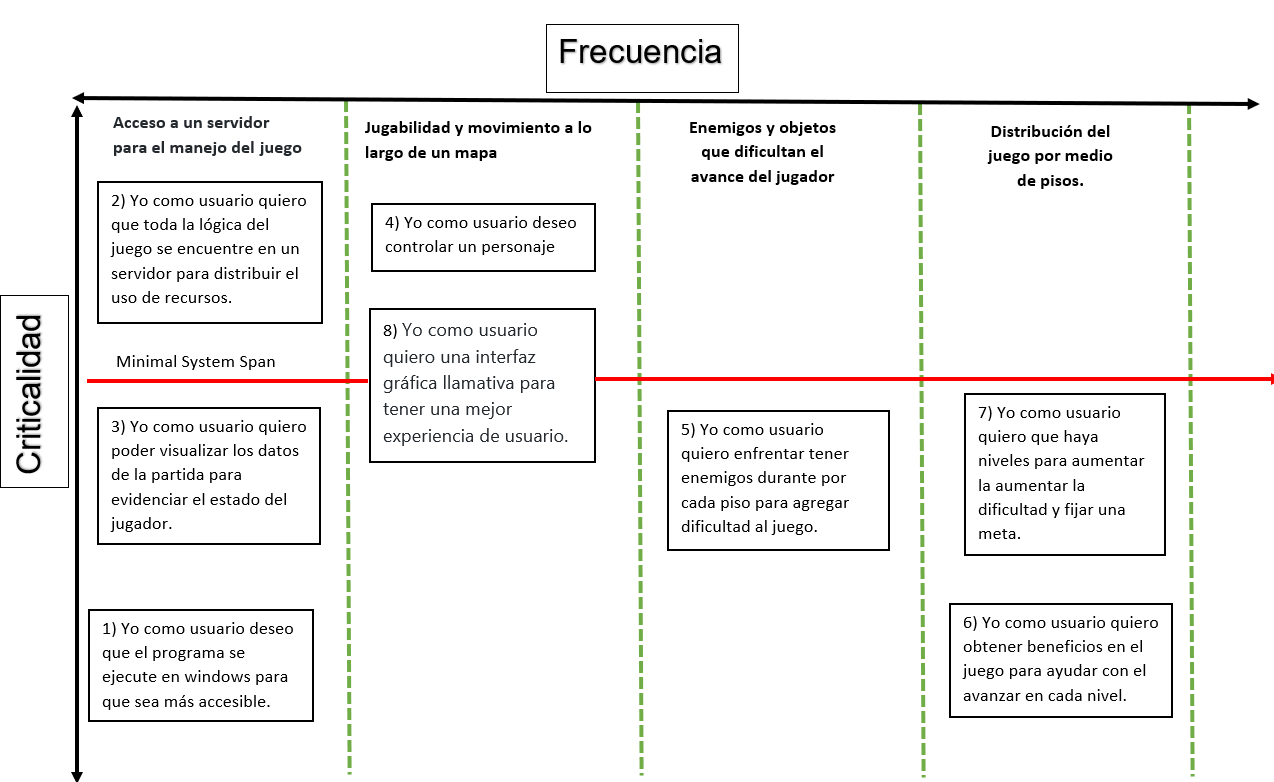 Frecuencia
Criticalidad
Acceso a un servidor
para el manejo del juego
2) Yo como usuario quiero
que toda la lógica del
juego se encuentre en un
servidor para distribuir el
uso de recursos.
Minimal System Span
3) Yo como usuario quiero
poder visualizar los datos
de la partida para
evidenciar el estado del
jugador.
1) Yo como usuario deseo
que el programa se
ejecute en windows para
que sea más accesible.
Jugabilidad y movimiento a lo
largo de un mapa
4) Yo como usuario deseo
controlar un personaje
8) Yo como usuario
quiero una interfaz
gráfica llamativa para
tener una mejor
experiencia de usuario.
Enemigos y objetos
que dificultan el
avance del jugador
5) Yo como usuario
quiero enfrentar tener
enemigos durante por
cada piso para agregar
dificultad al juego.
Distribución del
juego por medio
de pisos.
7) Yo como usuario
quiero que haya
niveles para aumentar
la aumentar la
dificultad y fijar una
meta.
6) Yo como usuario quiero
obtener beneficios en el
juego para ayudar con el
avanzar en cada nivel.